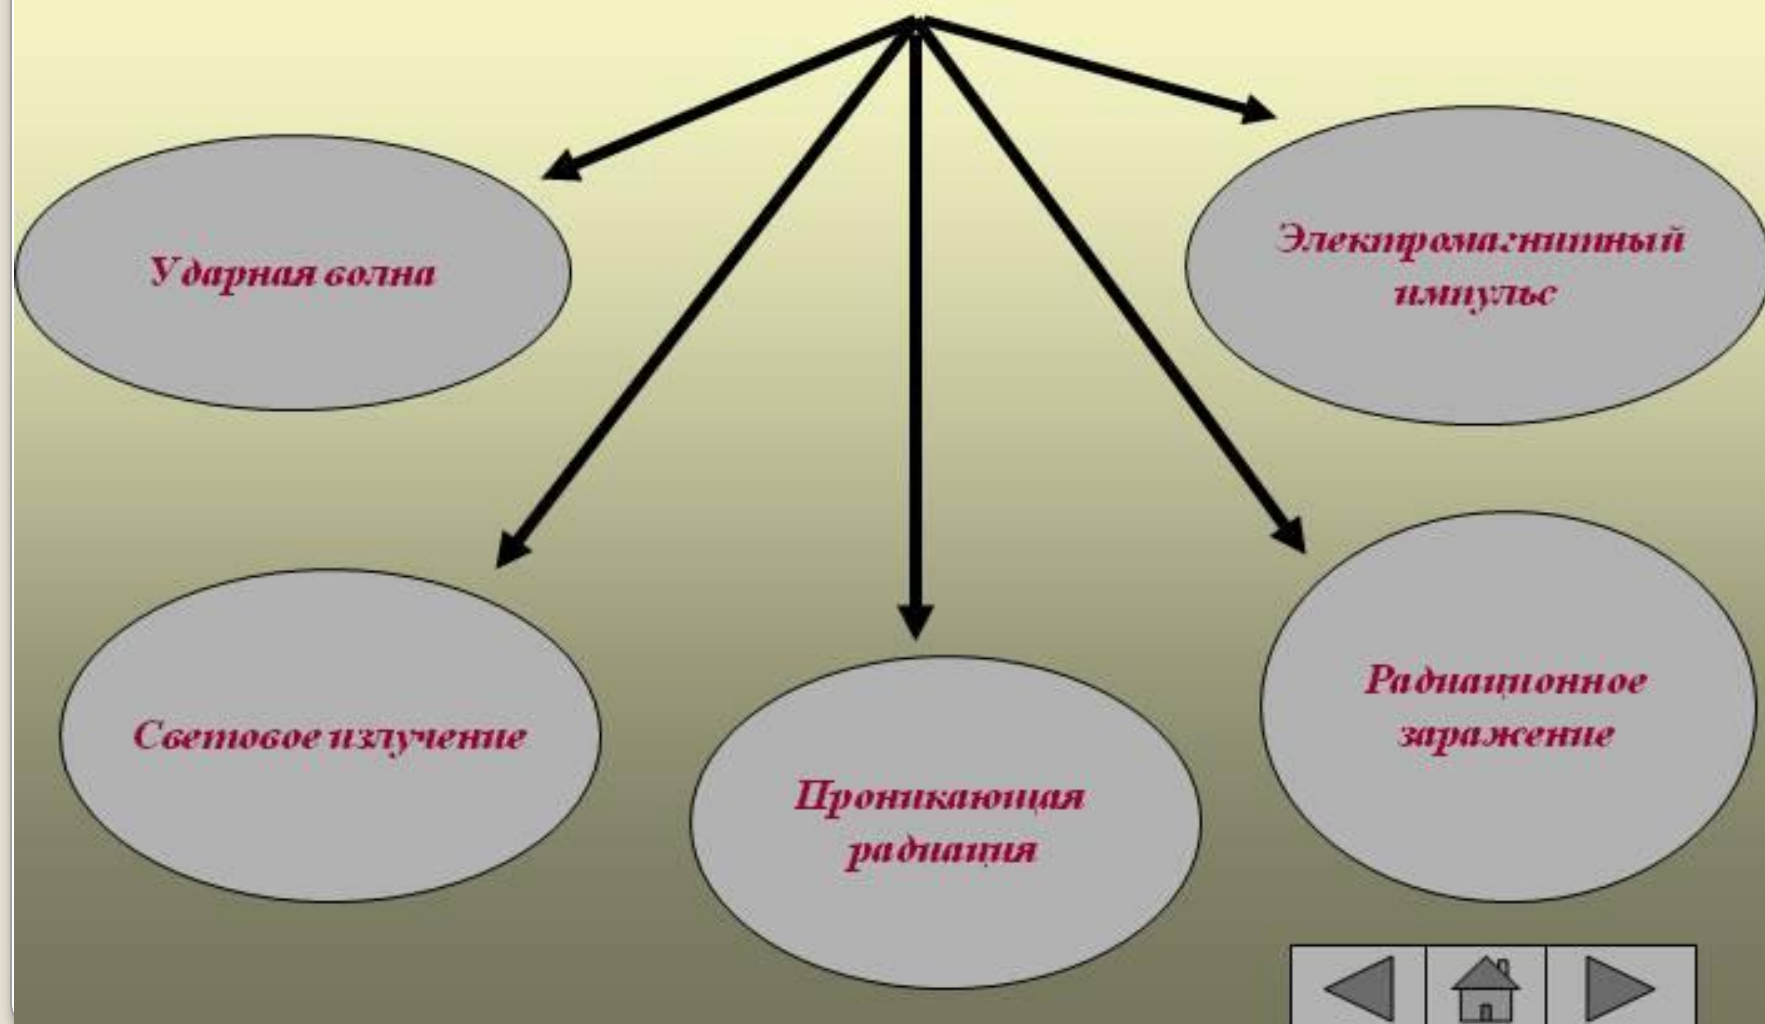 Ударная волна
Электромагнитный
импульс
Световое излучение
Проникающая
радиация
Радиационное
заражение